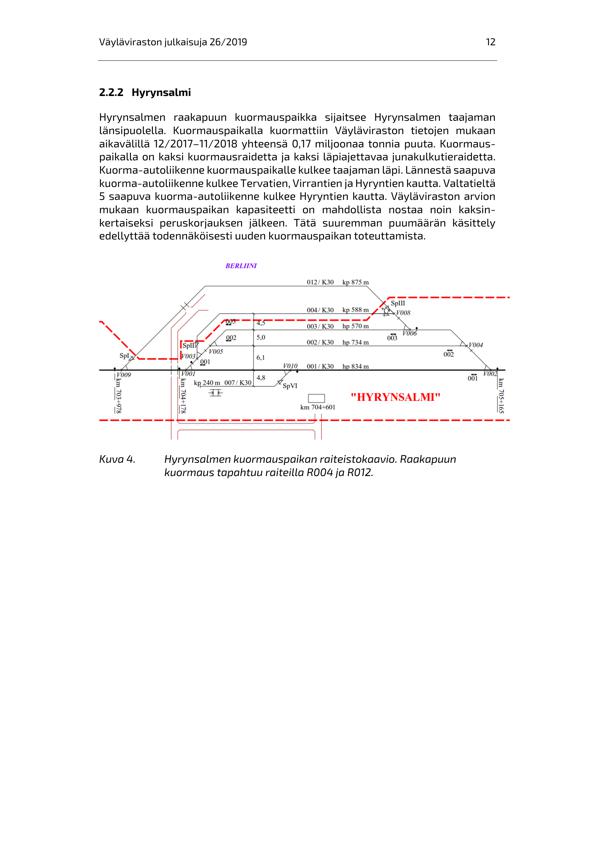 Väyläviraston julkaisuja 26/2019 12
2.2.2 Hyrynsalmi
Hyrynsalmen raakapuun kuormauspaikka sijaitsee Hyrynsalmen taajaman
länsipuolella. Kuormauspaikalla kuormattiin Väyläviraston tietojen mukaan
aikavälillä 12/2017–11/2018 yhteensä 0,17 miljoonaa tonnia puuta. Kuormaus-
paikalla on kaksi kuormausraidetta ja kaksi läpiajettavaa junakulkutieraidetta.
Kuorma-autoliikenne kuormauspaikalle kulkee taajaman läpi. Lännestä saapuva
kuorma-autoliikenne kulkee Tervatien, Virrantien ja Hyryntien kautta. Valtatieltä
5 saapuva kuorma-autoliikenne kulkee Hyryntien kautta. Väyläviraston arvion
mukaan kuormauspaikan kapasiteetti on mahdollista nostaa noin kaksin-
kertaiseksi peruskorjauksen jälkeen. Tätä suuremman puumäärän käsittely
edellyttää todennäköisesti uuden kuormauspaikan toteuttamista.
BERLIINI
012 / K30 kp 875 m
SpIII
004 / K30 kp 588 m
V008
4,5
003 / K30 hp 570 m
V006
003
002
5,0
002 / K30 hp 734 m
V004
SpII
V005
002
SpI
V003
001
6,1
V010
001 / K30 hp 834 m
V009
V001
V002
4,8
001
kp 240 m 007 / K30
SpVI
km 703+978
km 704+178
km 705+165
"HYRYNSALMI"
km 704+601
Kuva 4. Hyrynsalmen kuormauspaikan raiteistokaavio. Raakapuun
kuormaus tapahtuu raiteilla R004 ja R012.